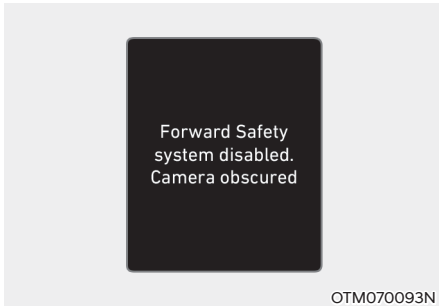 Forward Safety
system disabled.
Camera obscured
OTM070093N